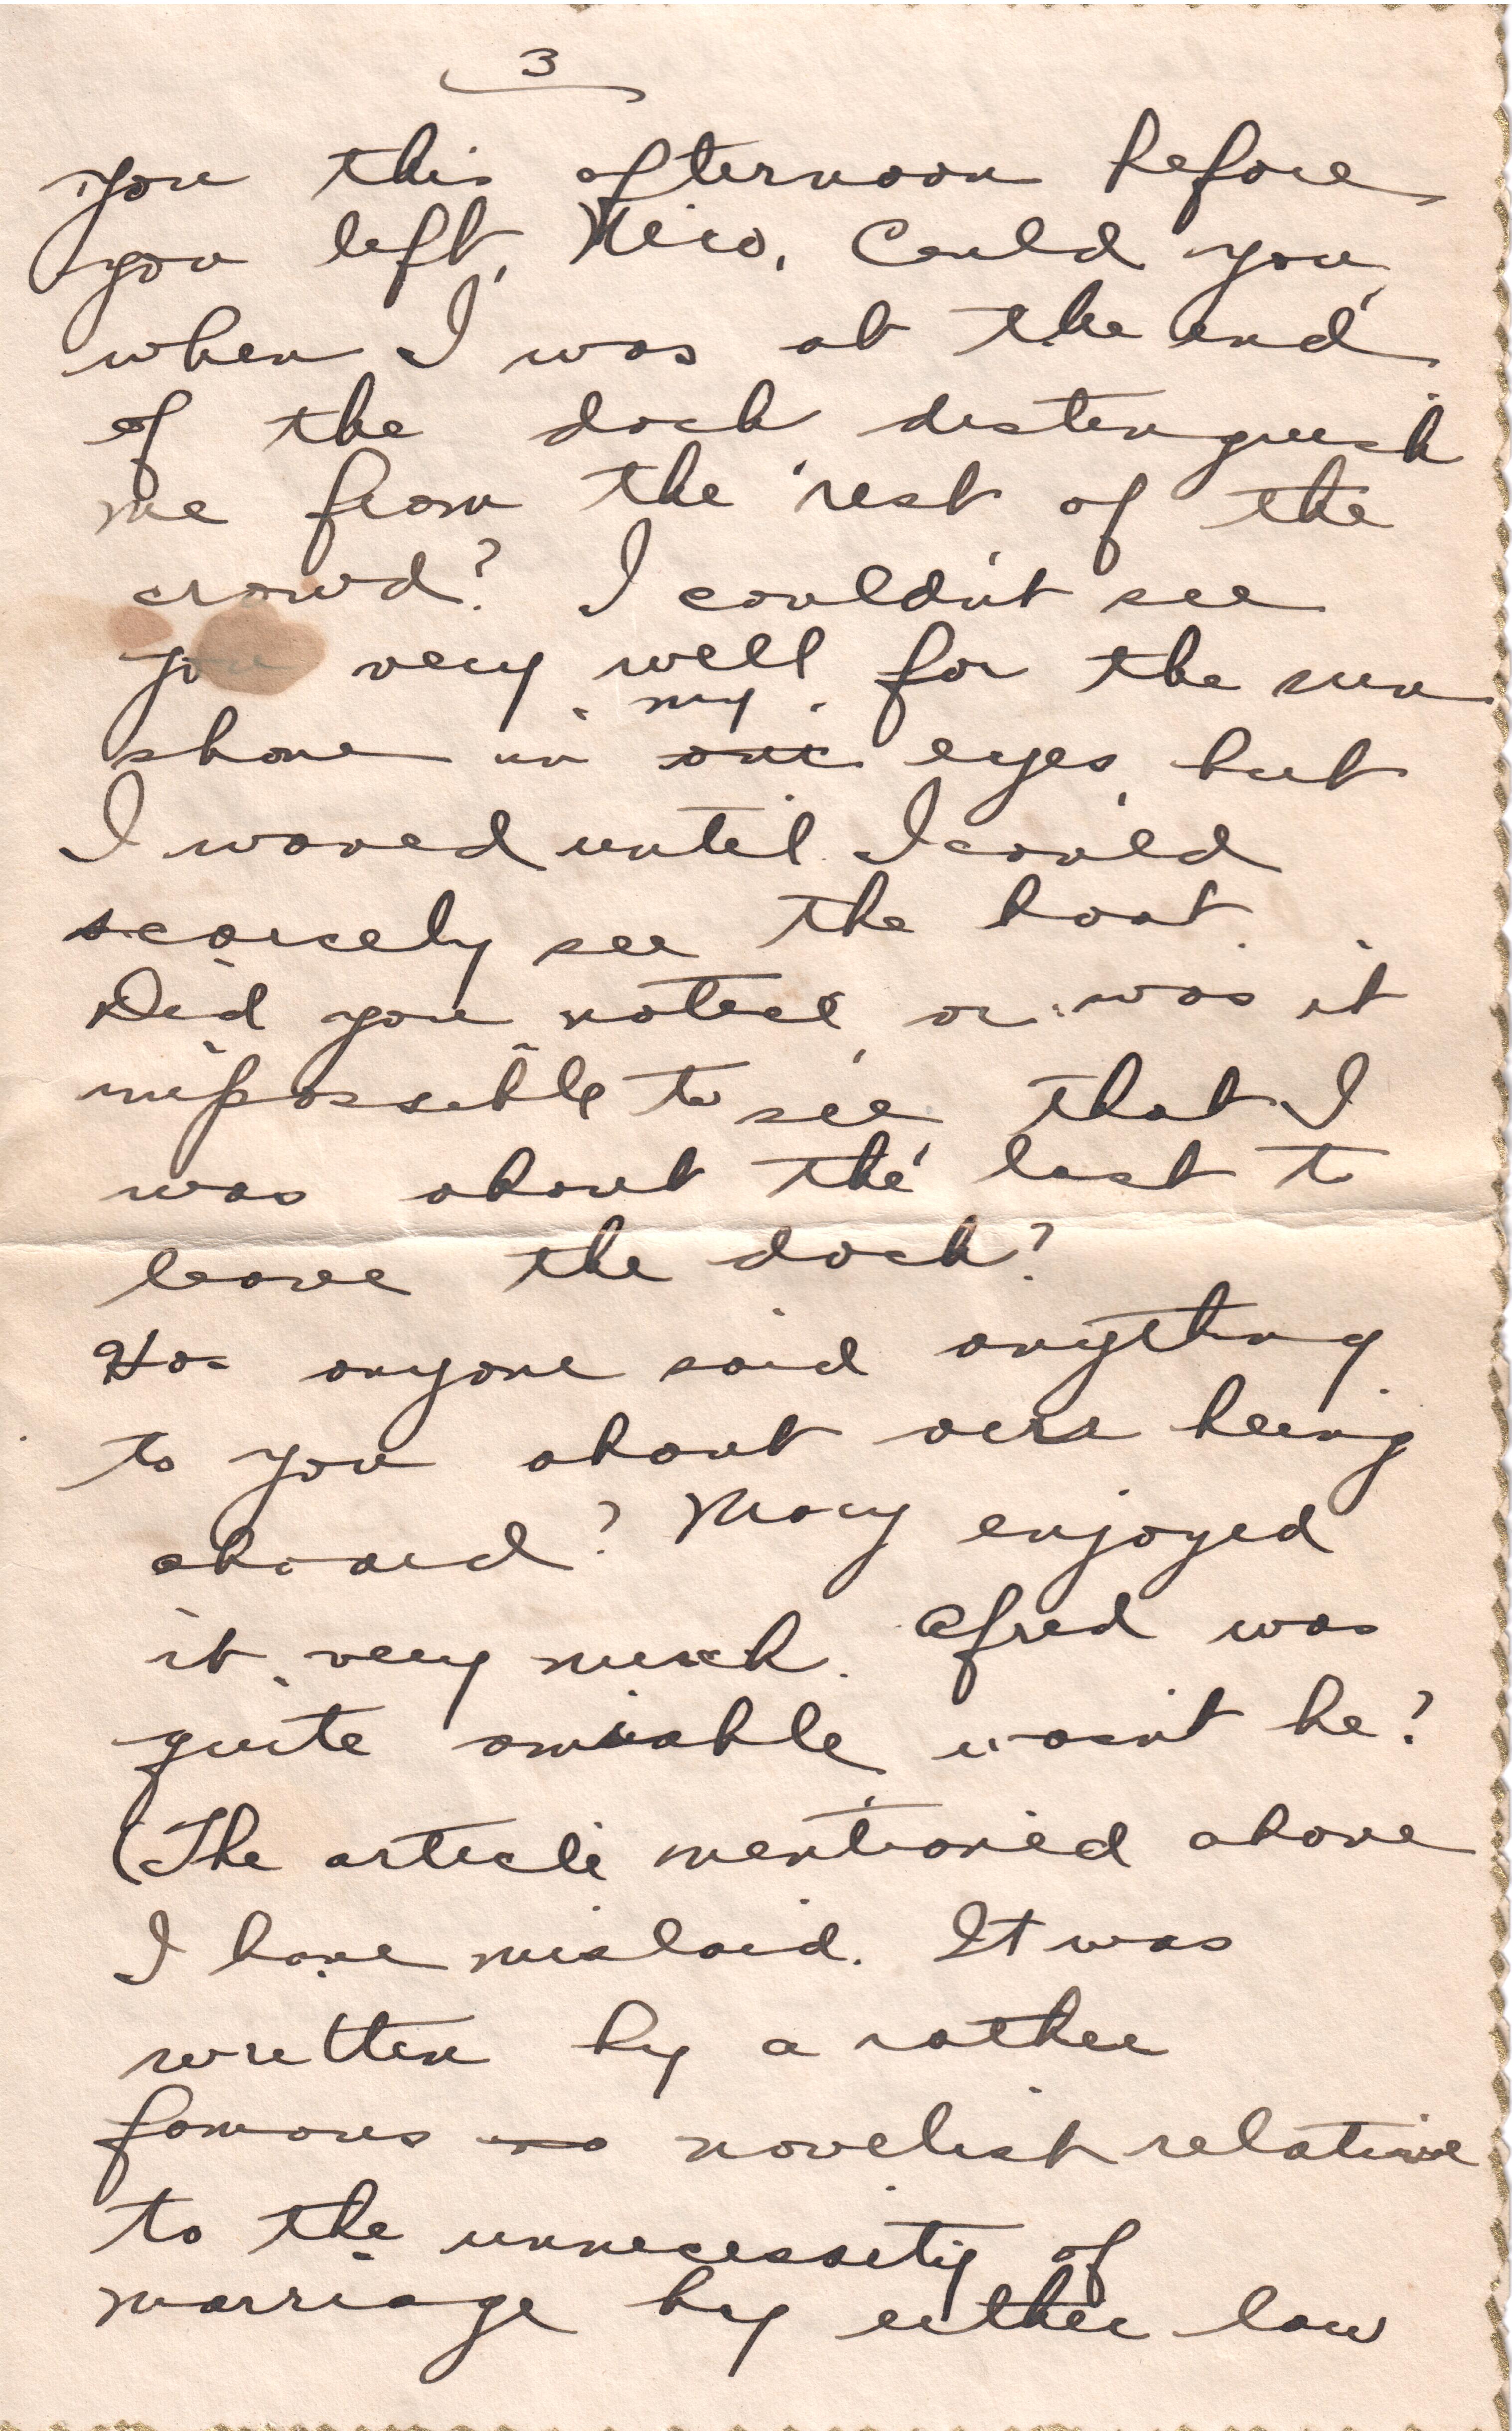 3
you this afternoon before
you left, Nico. Could you,
when I was at the end
of the dock distinguish
me from the rest of the
crowd? I couldn't see
you very well for the sun
my
shone in our eyes, but
I waved until I could
scarcely see the boat.
Did you notice, or was it
impossible to see, that I
was about the last to
leave the dock?
Has anyone said anything
to you about our being
aboard? Mary enjoyed
it very much. Afred was
quite amiable, wasn't he?
(The article mentioned above
I have mislaid. It was
written by a rather
famous novelist relative
to the unnecessity of
marriage by either law